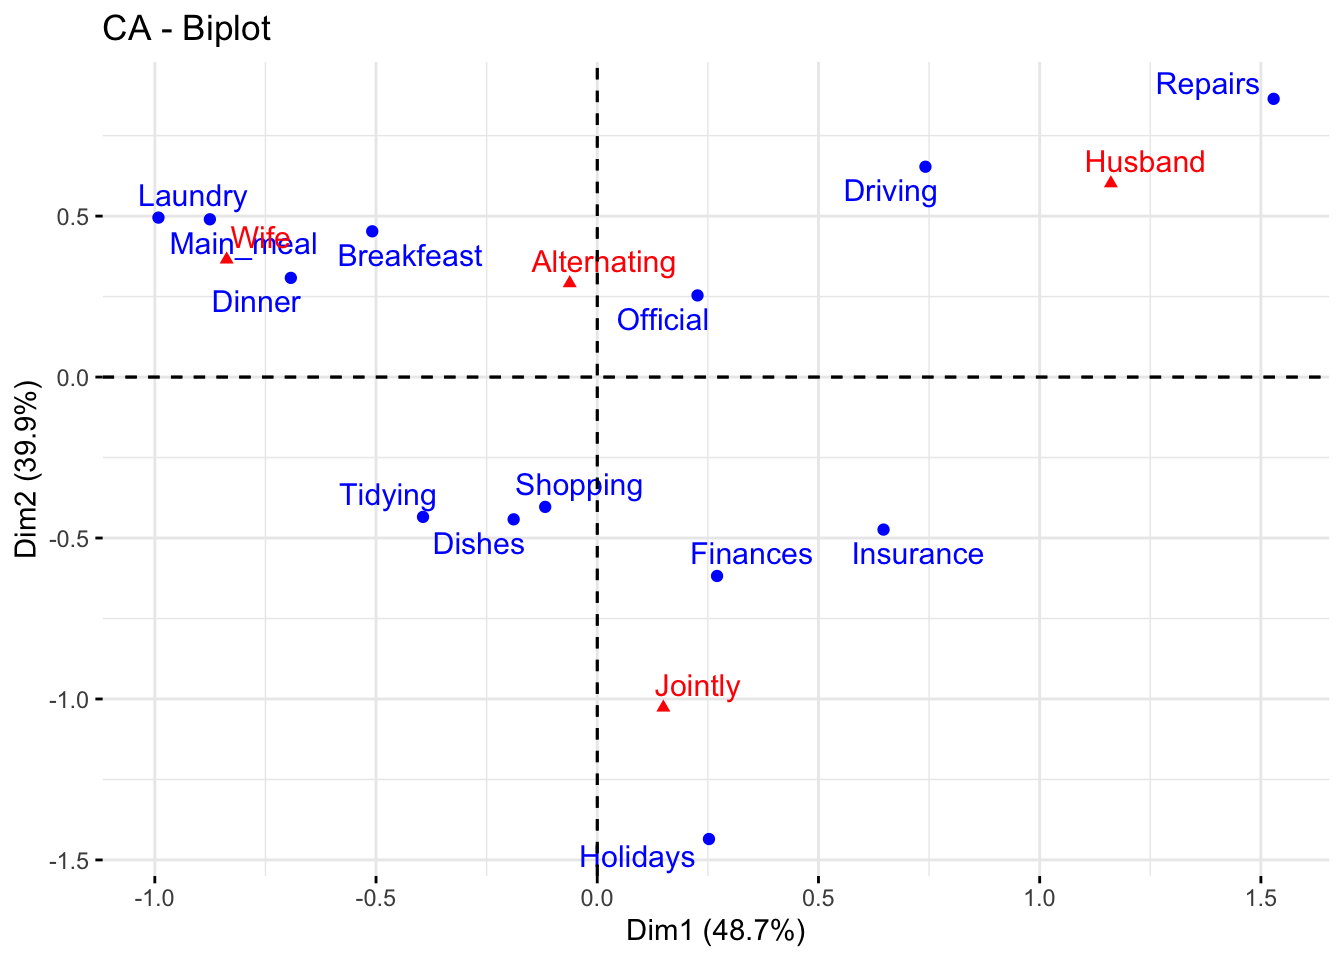 CA - Biplot
Repairs
Husband
Driving
Laundry
Wife
Main_meal
Breakfeast
Alternating
Dinner
Official
0.5
0.0
-0.5
-1.0
-1.5
Dim2 (39.9%)
Shopping
Tidying
Dishes
Finances
Insurance
Jointly
Holidays
-1.0
-0.5
0.0
0.5
1.0
1.5
Dim1 (48.7%)